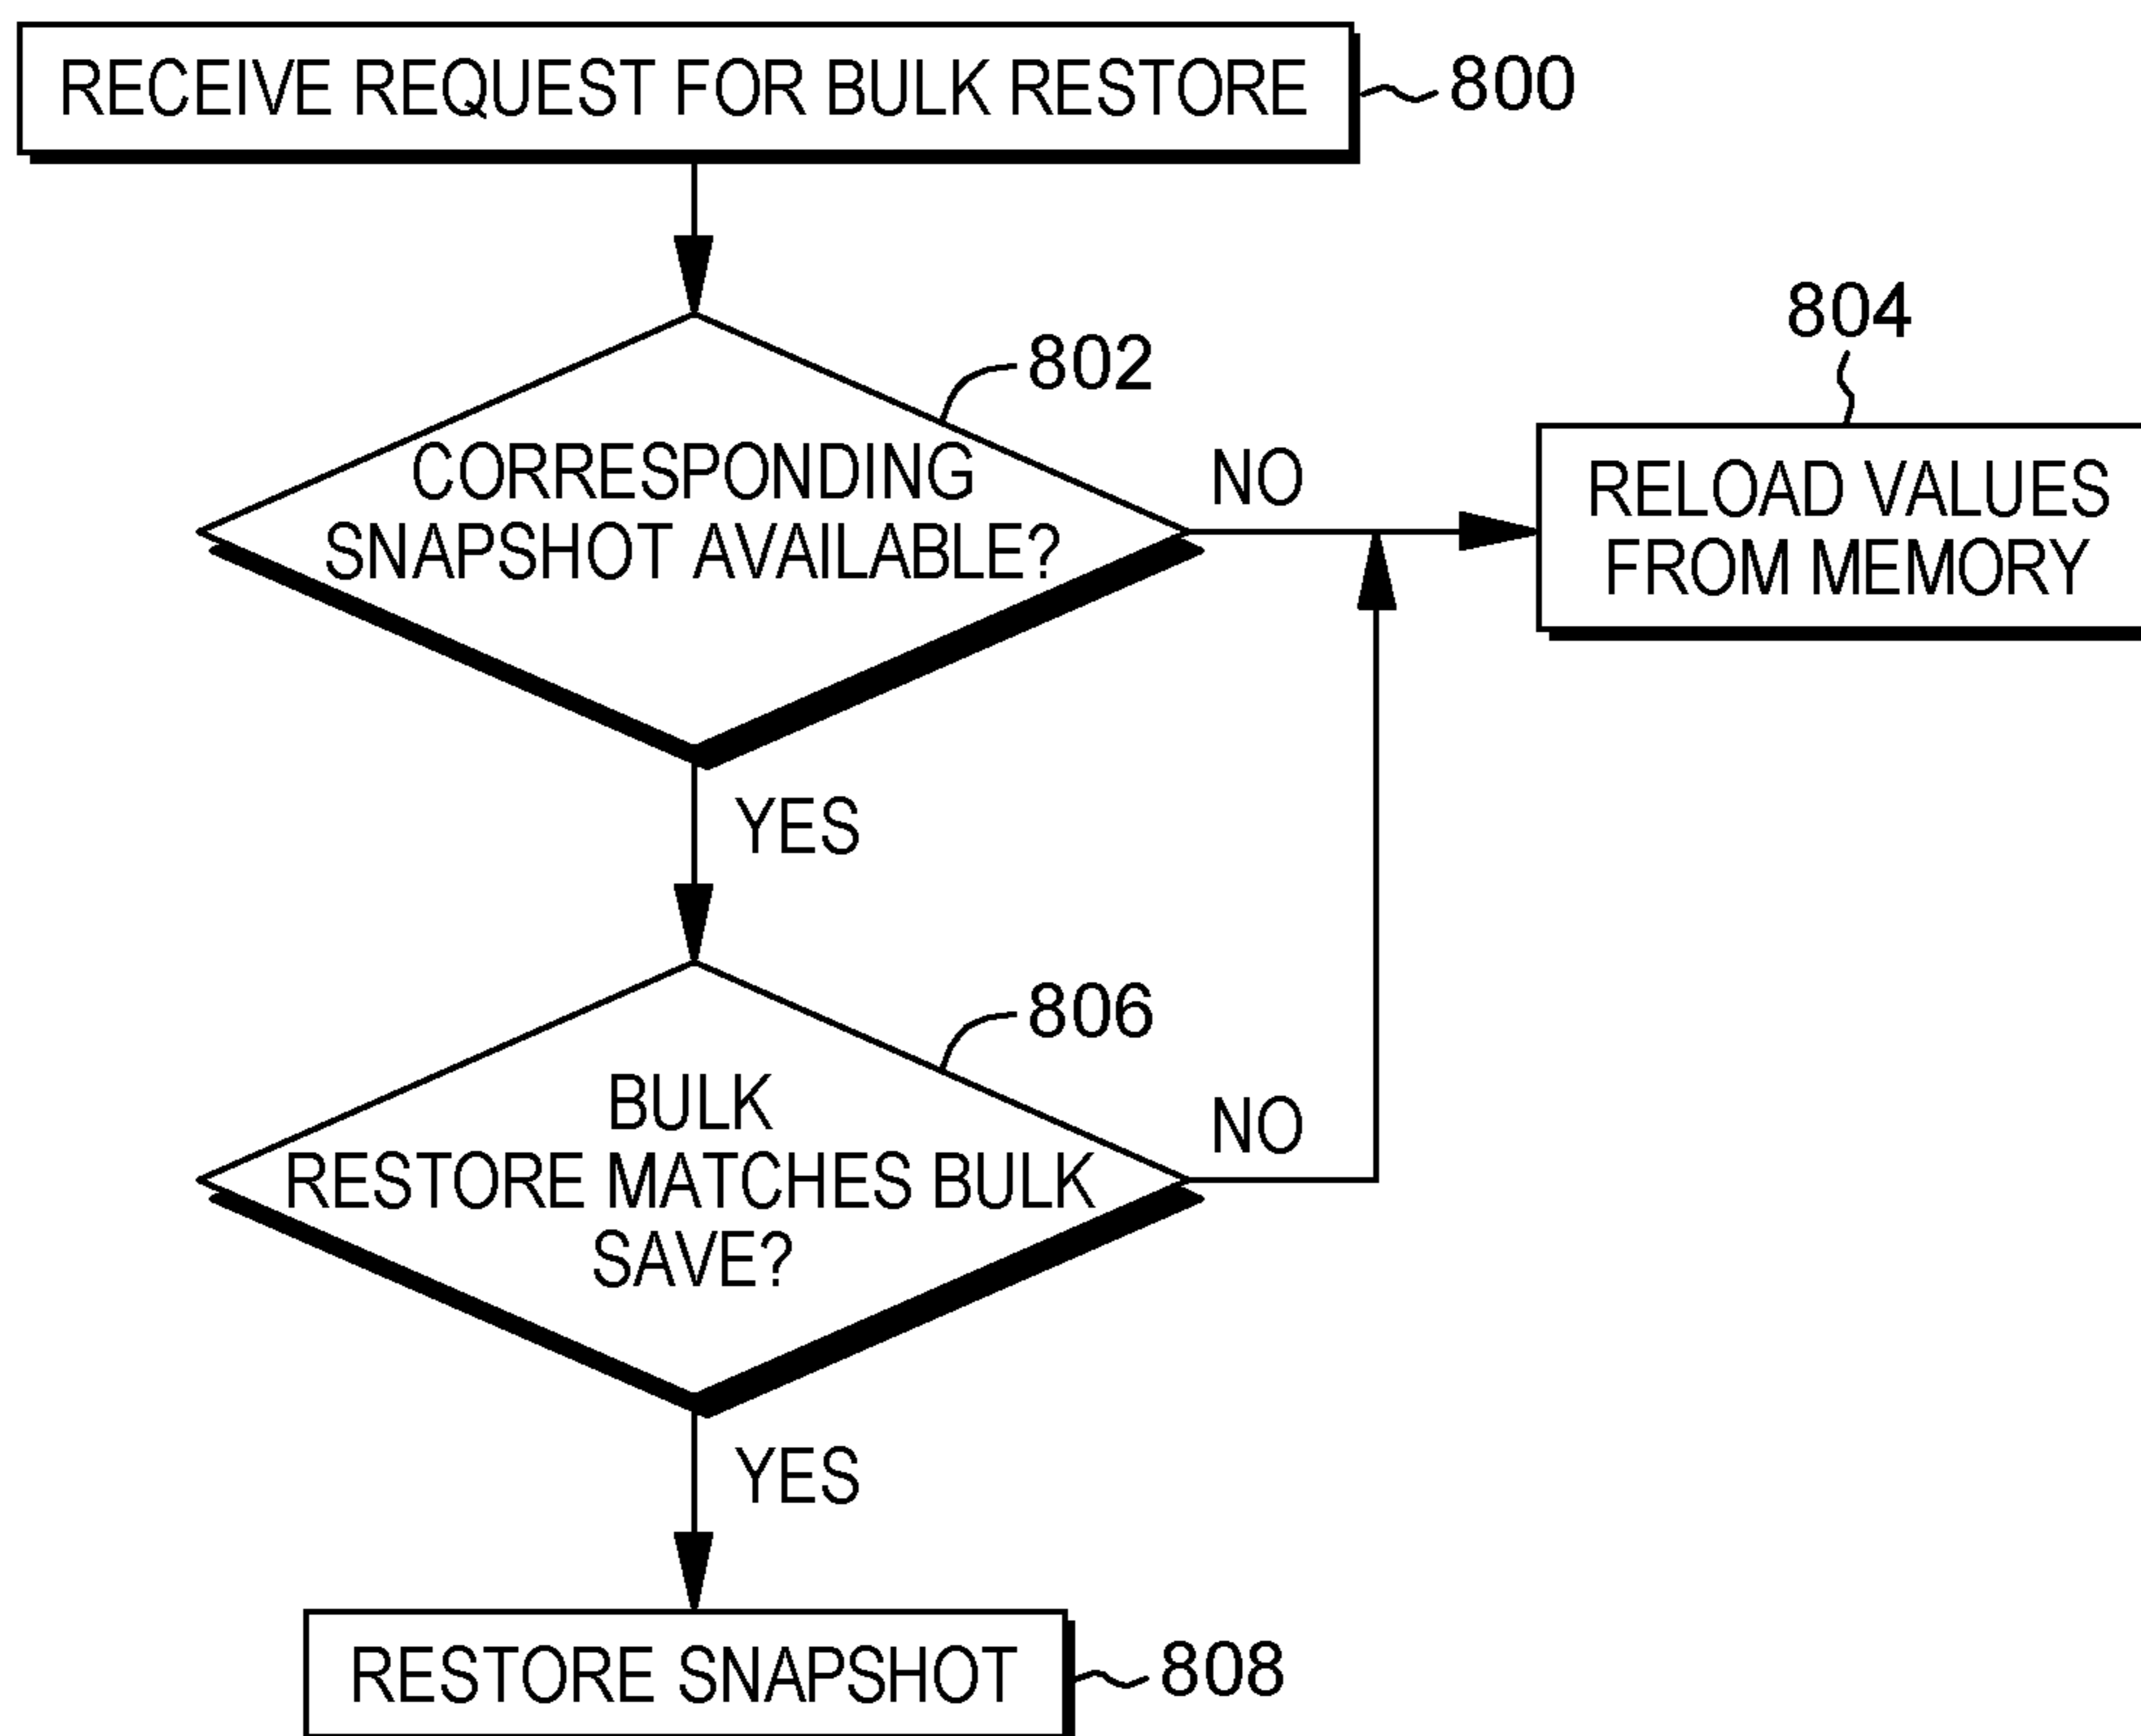 RECEIVE REQUEST FOR BULK RESTORE
800
802
CORRESPONDING
SNAPSHOT AVAILABLE?
NO
804
RELOAD VALUES
FROM MEMORY
YES
806
BULK
RESTORE MATCHES BULK
SAVE?
NO
YES
RESTORE SNAPSHOT
808